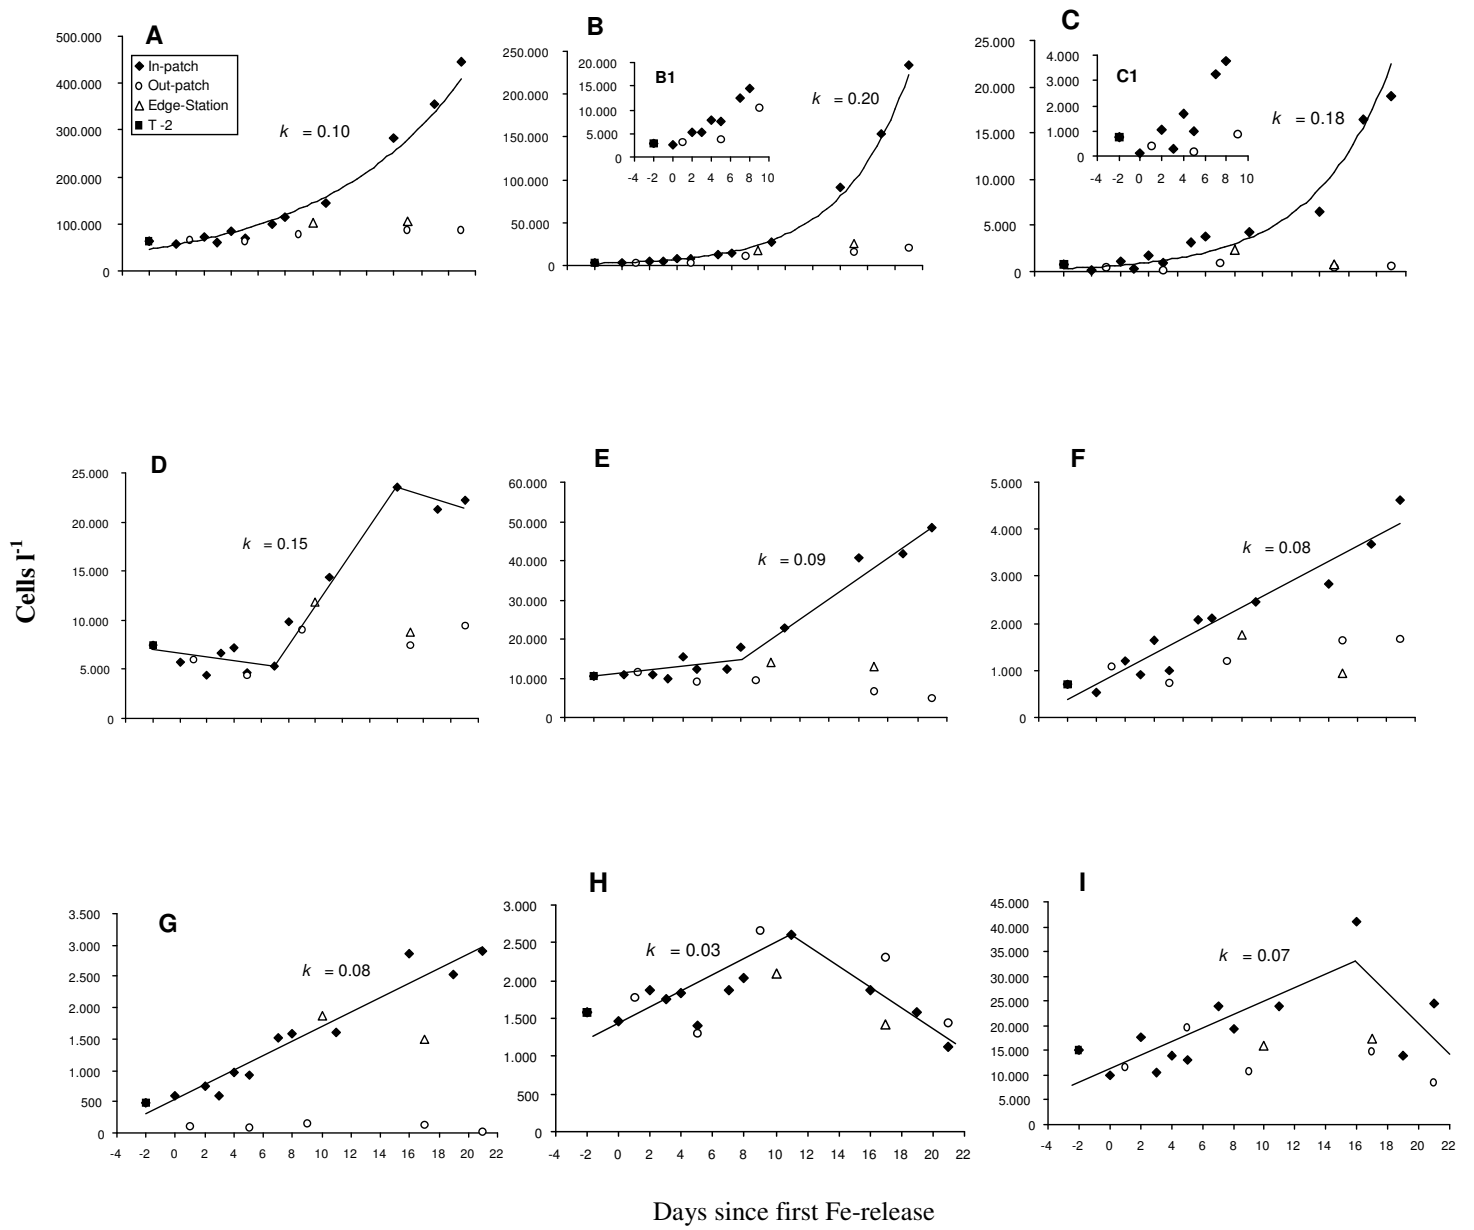 A
500.000
400.000
300.000
200.000
100.000
0
In-patch
Out-patch
Edge-Station
T -2
k = 0.10
B
250.000
200.000
150.000
100.000
50.000
0
B1
20.000
15.000
10.000
5.000
0
-4 -2 0 2 4 6 8 10
k = 0.20
C
25.000
20.000
15.000
10.000
5.000
0
C1
4.000
3.000
2.000
1.000
0
-4 -2 0 2 4 6 8 10
k = 0.18
Cells l-1
D
25.000
20.000
15.000
10.000
5.000
0
k = 0.15
E
60.000
50.000
40.000
30.000
20.000
10.000
0
k = 0.09
F
5.000
4.000
3.000
2.000
1.000
0
k = 0.08
G
3.500
3.000
2.500
2.000
1.500
1.000
500
0
k = 0.08
-4 -2 0 2 4 6 8 10 12 14 16 18 20 22
H
3.000
2.500
2.000
1.500
1.000
500
0
k = 0.03
-4 -2 0 2 4 6 8 10 12 14 16 18 20 22
I
45.000
40.000
35.000
30.000
25.000
20.000
15.000
10.000
5.000
0
k = 0.07
-4 -2 0 2 4 6 8 10 12 14 16 18 20 22
Days since first Fe-release